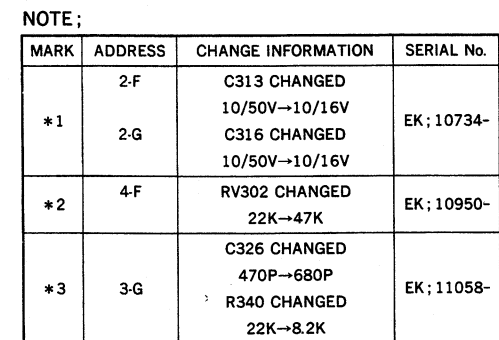 NOTE;
MARK ADDRESS CHANGE INFORMATION SERIAL No.
2-F C313 CHANGED
10/50V→10/16V
*1 EK; 10734-
2-G C316 CHANGED
10/50V→10/16V
4-F RV302 CHANGED
*2 EK; 10950-
22K→47K
C326 CHANGED
470P→680P
*3 3-G EK; 11058-
R340 CHANGED
22K→8.2K